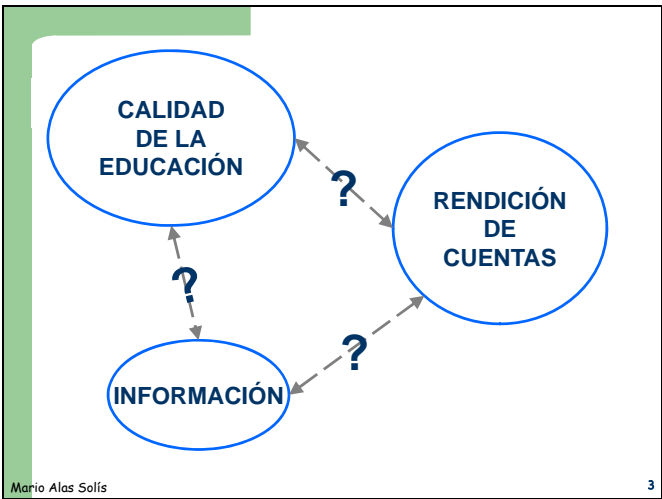 CALIDAD
DE LA
EDUCACIÓN
?
RENDICIÓN
DE
CUENTAS
?
?
INFORMACIÓN
Mario Alas Solís
3